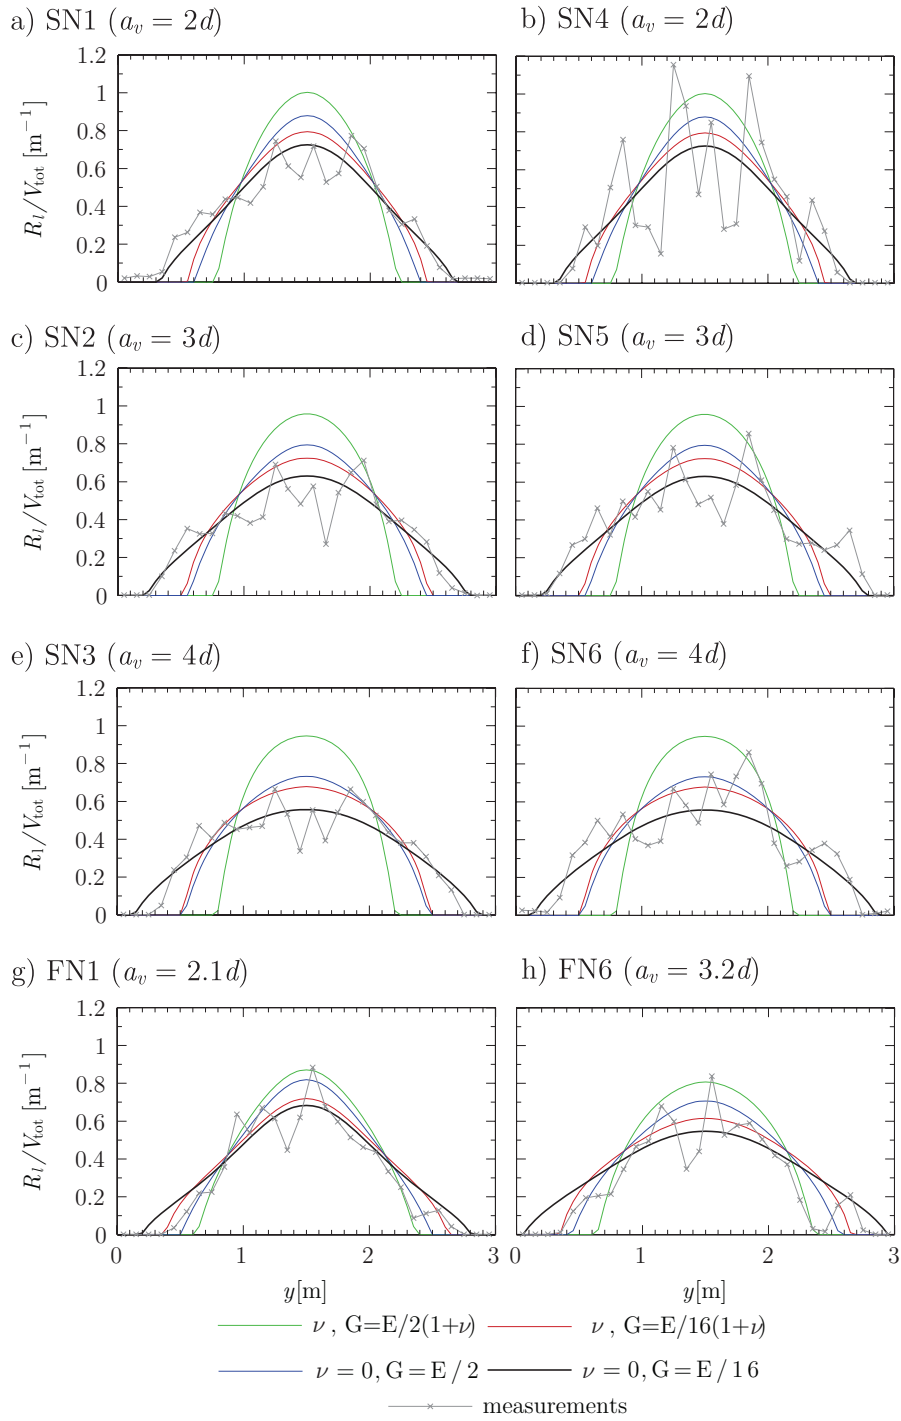 a) SN1 (a_v = 2d)
b) SN4 (a_v = 2d)
1.2
1
0.8
0.6
0.4
0.2
0
R_l/V_tot [m^−1]
c) SN2 (a_v = 3d)
d) SN5 (a_v = 3d)
1.2
1
0.8
0.6
0.4
0.2
0
R_l/V_tot [m^−1]
e) SN3 (a_v = 4d)
f) SN6 (a_v = 4d)
1.2
1
0.8
0.6
0.4
0.2
0
R_l/V_tot [m^−1]
g) FN1 (a_v = 2.1d)
h) FN6 (a_v = 3.2d)
1.2
1
0.8
0.6
0.4
0.2
0
R_l/V_tot [m^−1]
0 1 2 3
0 1 2 3
y[m]
y[m]
ν , G=E/2(1+ν)
ν, G=E/16(1+ν)
ν = 0, G = E / 2
ν = 0, G = E / 16
measurements